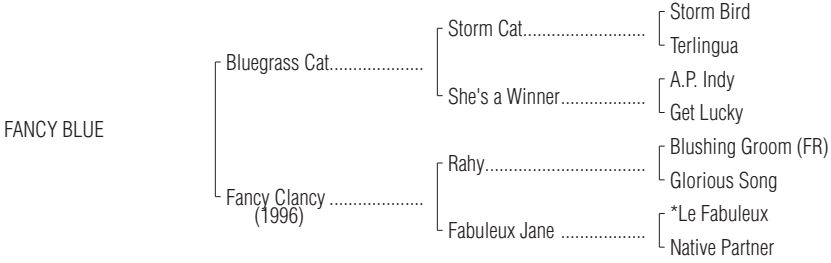 Storm Bird
Storm Cat..........................
Terlingua
Bluegrass Cat....................
A.P. Indy
She's a Winner..................
Get Lucky
FANCY BLUE
Blushing Groom (FR)
Rahy..................................
Glorious Song
Fancy Clancy ....................
(1996)
*Le Fabuleux
Fabuleux Jane ..................
Native Partner